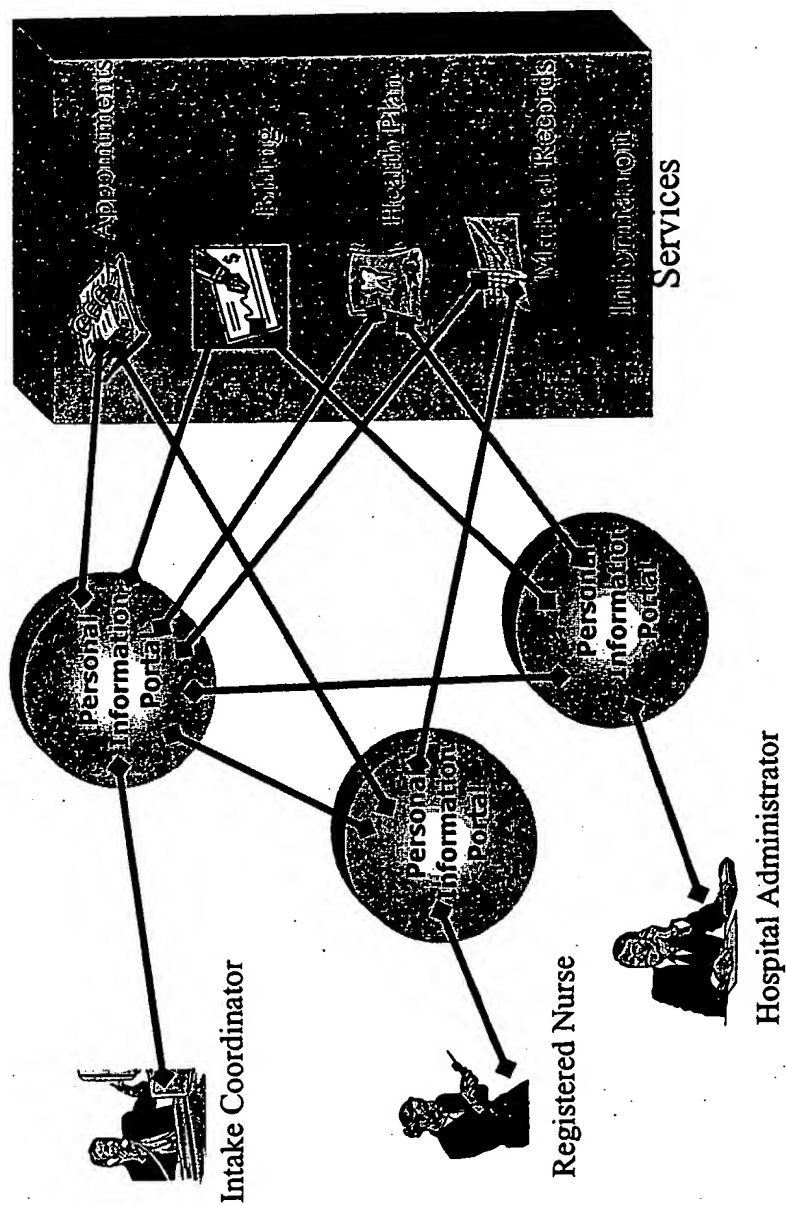 Intake Coordinator
Registered Nurse
Hospital Administrator
Personal
Information
Portal
Personal
Information
Portal
Personal
Information
Portal
Appointments
Billing
Health Plan
Medical Records
Information
Services